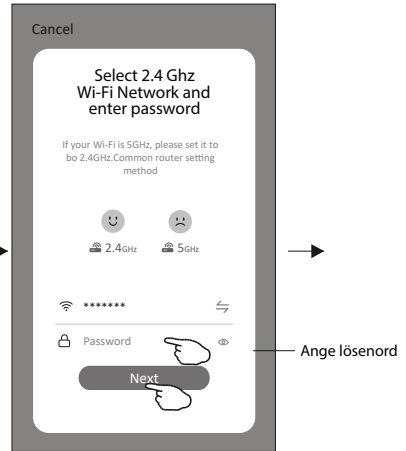 Cancel
Select 2.4 Ghz
Wi-Fi Network and
enter password
If your Wi-Fi is 5GHz, please set it to
bo 2.4GHz.Common router setting
method
2.4GHz 5GHz
*******
Password
Next
Ange lösenord